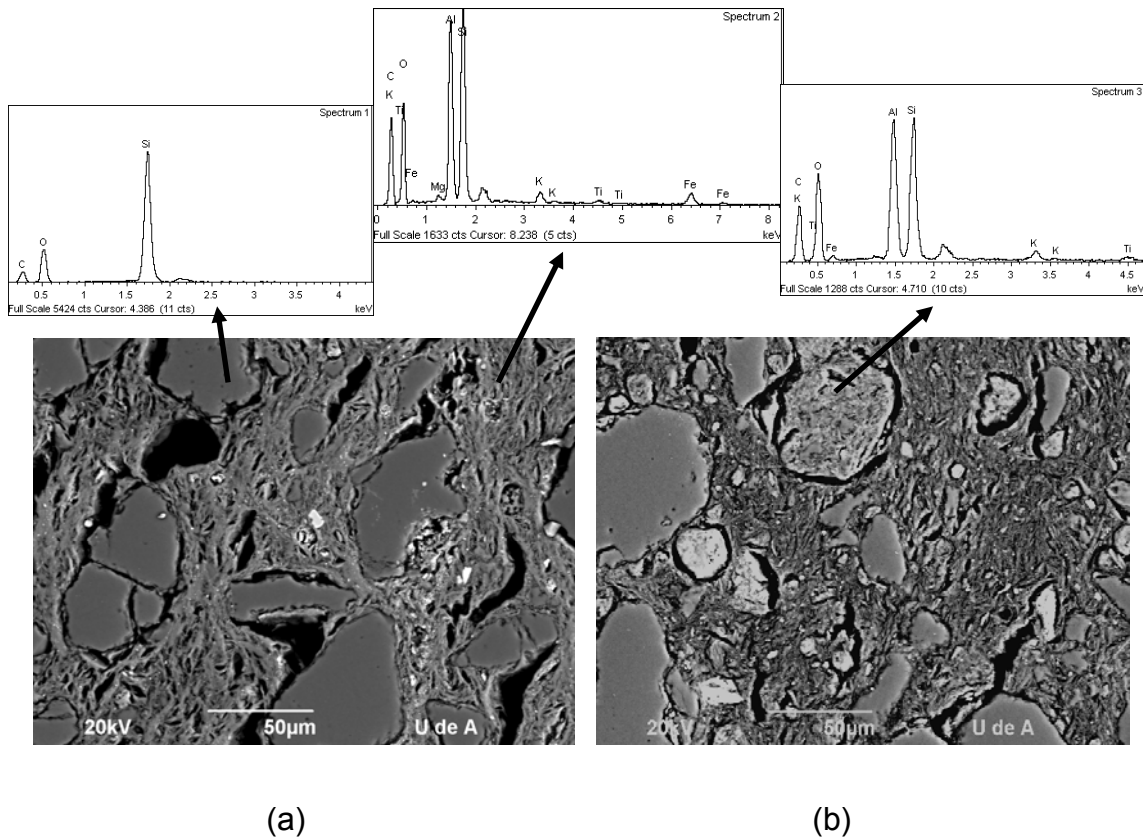 Spectrum 1
Si
O
C
0.5 1 1.5 2 2.5 3 3.5 4
keV
Full Scale 5424 cts Cursor: 4.386 (11 cts)
Spectrum 2
Al
Si
C
O
K
Ti
Fe
Mg
K
K
Ti
Ti
Fe
Fe
0 1 2 3 4 5 6 7 8
keV
Full Scale 1633 cts Cursor: 8.238 (5 cts)
Spectrum 3
Al
Si
O
C
K
Ti
Fe
K
K
Ti
0.5 1 1.5 2 2.5 3 3.5 4 4.5
keV
Full Scale 1288 cts Cursor: 4.710 (10 cts)
20kV 50μm U de A
20kV 50μm U de A
(a) (b)